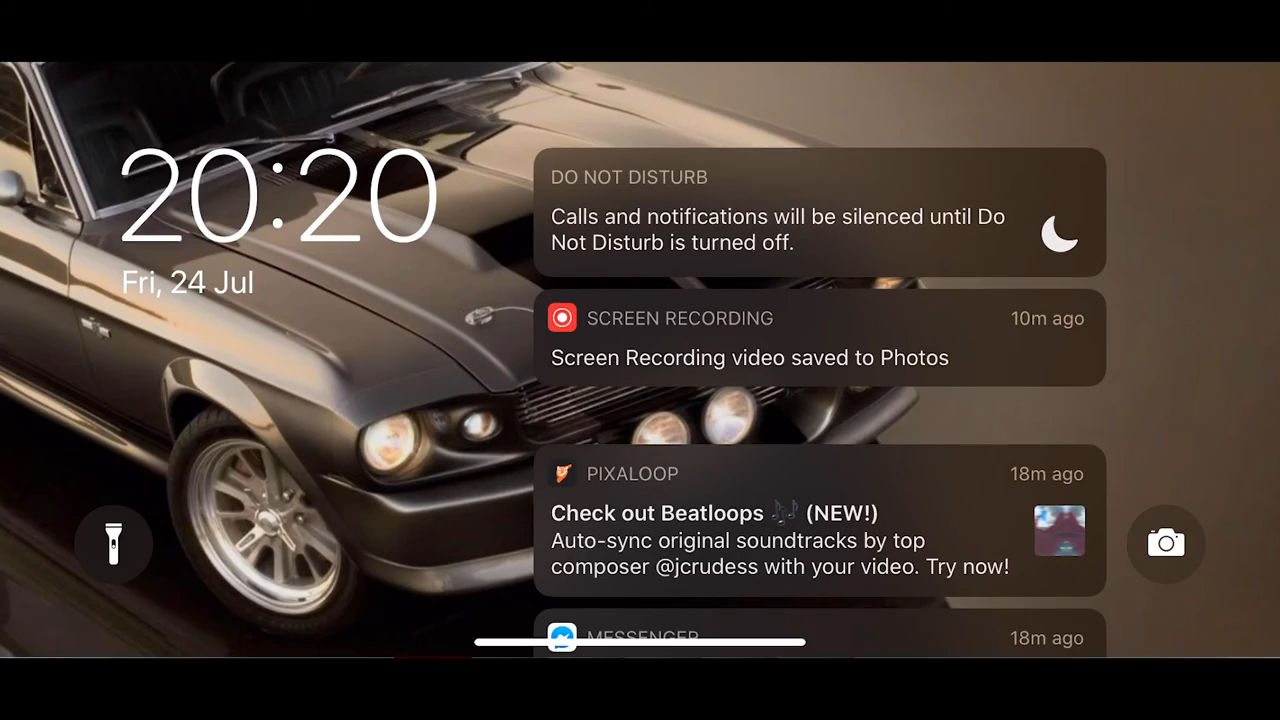 20:20
Fri, 24 Jul
DO NOT DISTURB
Calls and notifications will be silenced until Do
Not Disturb is turned off.
SCREEN RECORDING
10m ago
Screen Recording video saved to Photos
PIXALOOP
18m ago
Check out Beatloops 🎶 (NEW!)
Auto-sync original soundtracks by top
composer @jcrudess with your video. Try now!
MESSENGER
18m ago